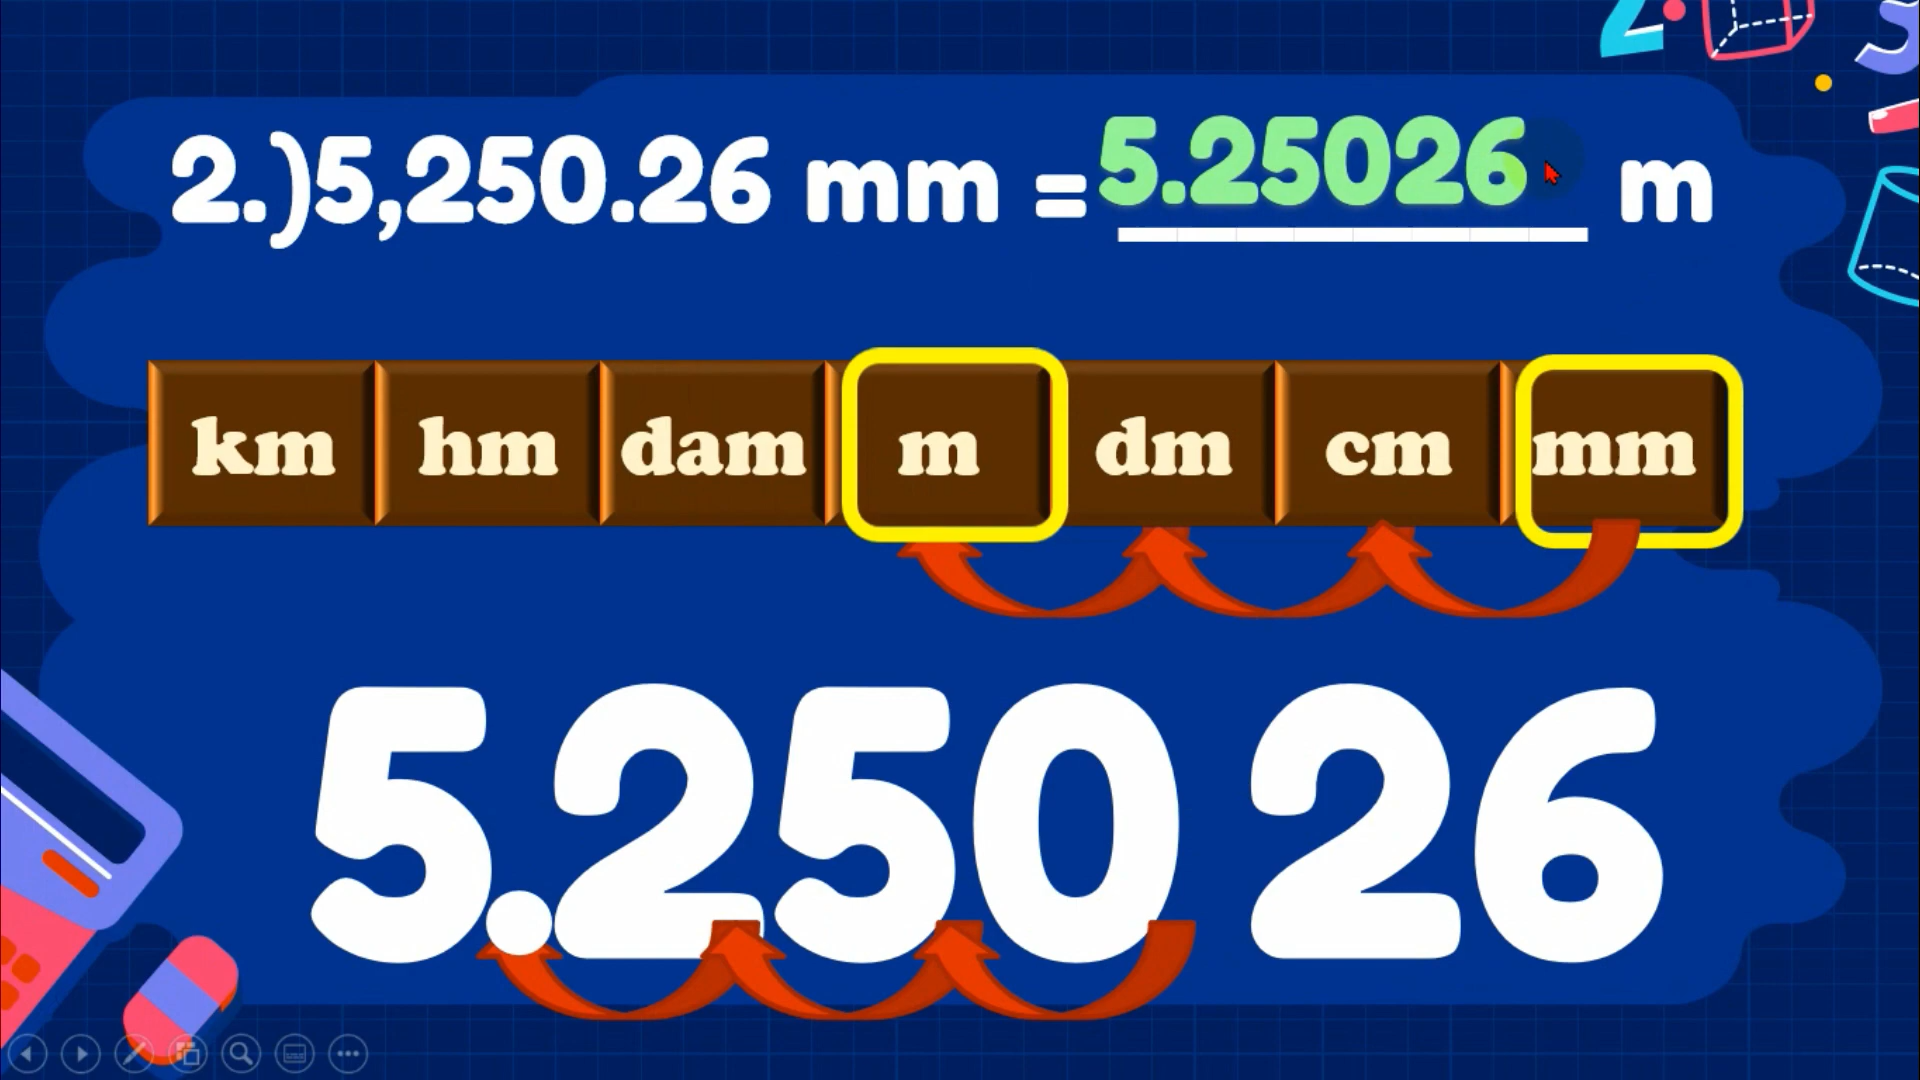 2.)5,250.26 mm = 5.25026 m
km hm dam m dm cm mm
5.250 26